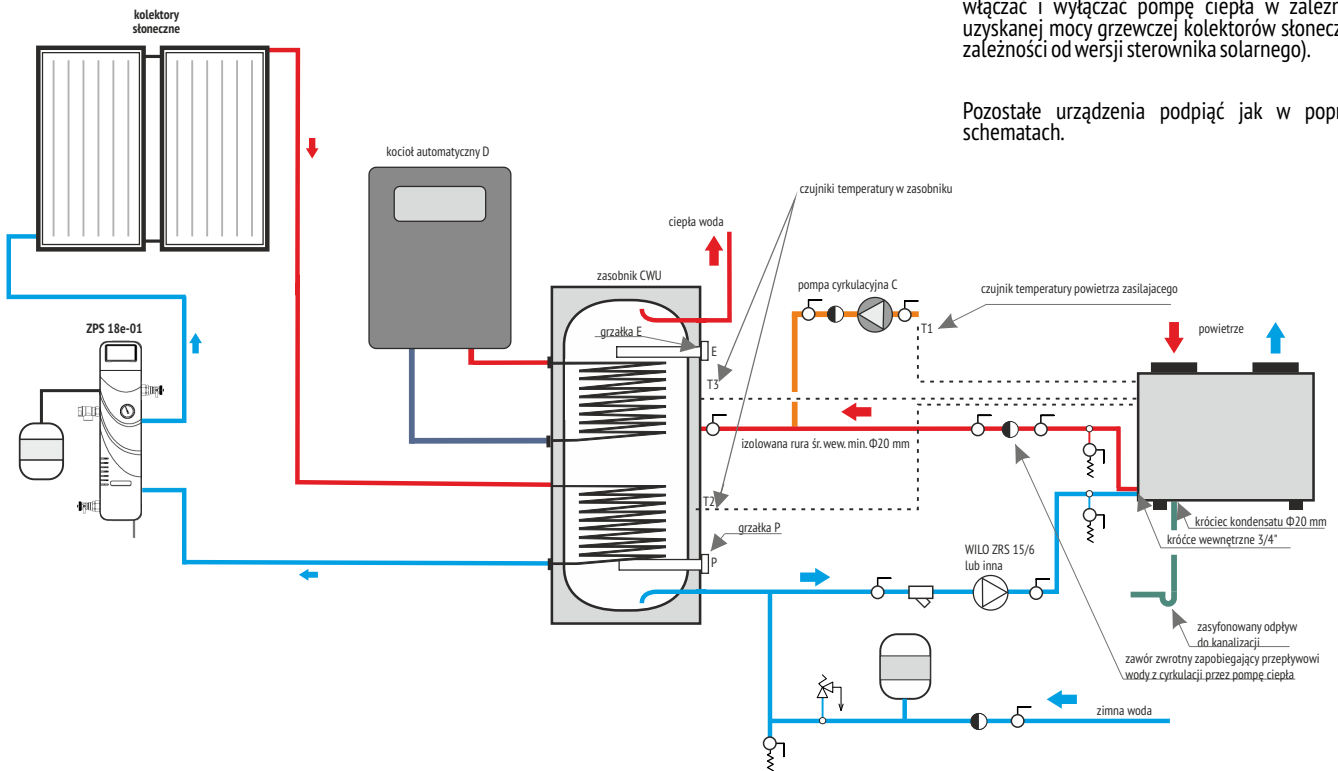 włączać i wyłączać pompę ciepła w zależn
uzyskanej mocy grzewczej kolektorów słonecz
zależności od wersji sterownika solarnego).
Pozostałe urządzenia podpiąć jak w popr
schematach.
kolektory
słoneczne
kocioł automatyczny D
czujniki temperatury w zasobniku
ciepła woda
zasobnik CWU
pompa cyrkulacyjna C
czujnik temperatury powietrza zasilajacego
ZPS 18e-01
grzałka E
E
T1
powietrze
T3
izolowana rura śr. wew. min. Φ20 mm
T2
grzałka P
P
WILO ZRS 15/6
lub inna
króciec kondensatu Φ20 mm
króćce wewnętrzne 3/4"
zasyfonowany odpływ
do kanalizacji
zawór zwrotny zapobiegający przepływowi
wody z cyrkulacji przez pompę ciepła
zimna woda